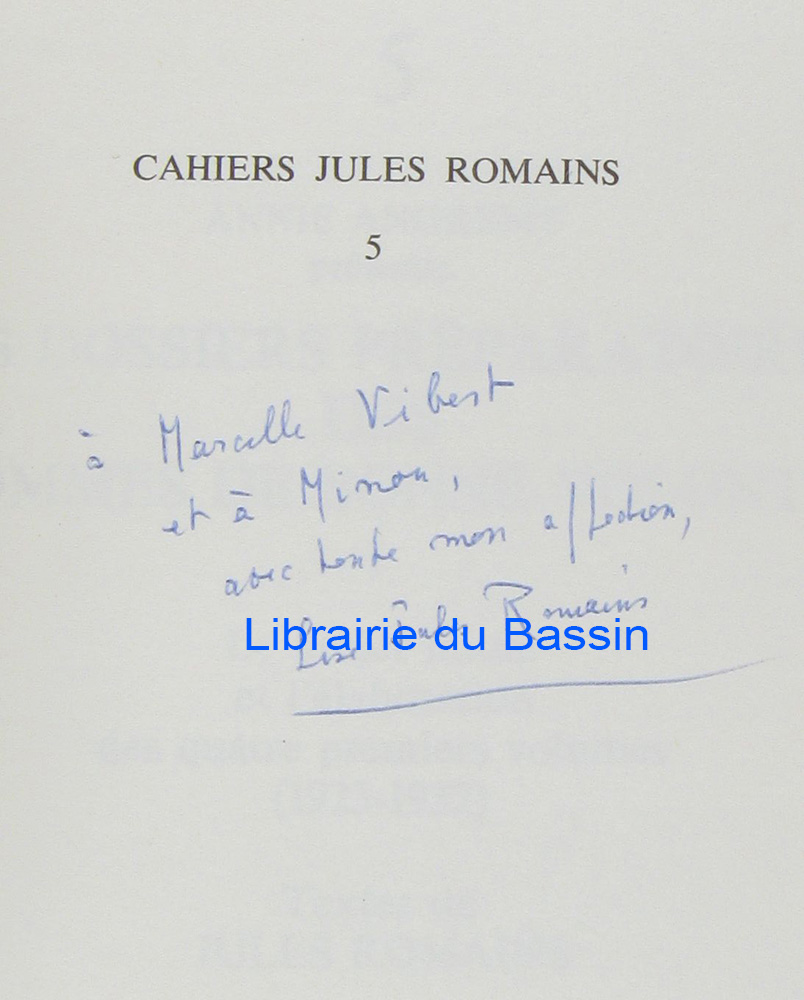 CAHIERS JULES ROMAINS
5
à Marcelle Vibert
et à Minou,
avec toute mon affection,
Lise Jules Romains
Librairie du Bassin